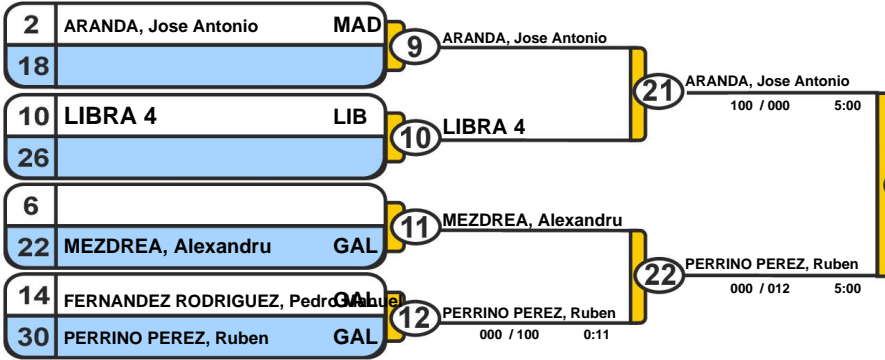 2 ARANDA, Jose Antonio MAD
18
9 ARANDA, Jose Antonio
10 LIBRA 4 LIB
26
10 LIBRA 4
21 ARANDA, Jose Antonio
100 / 000 5:00
6
22 MEZDREA, Alexandru GAL
11 MEZDREA, Alexandru
14 FERNANDEZ RODRIGUEZ, Pedro Manuel GAL
30 PERRINO PEREZ, Ruben GAL
12 PERRINO PEREZ, Ruben
000 / 100 0:11
22 PERRINO PEREZ, Ruben
000 / 012 5:00